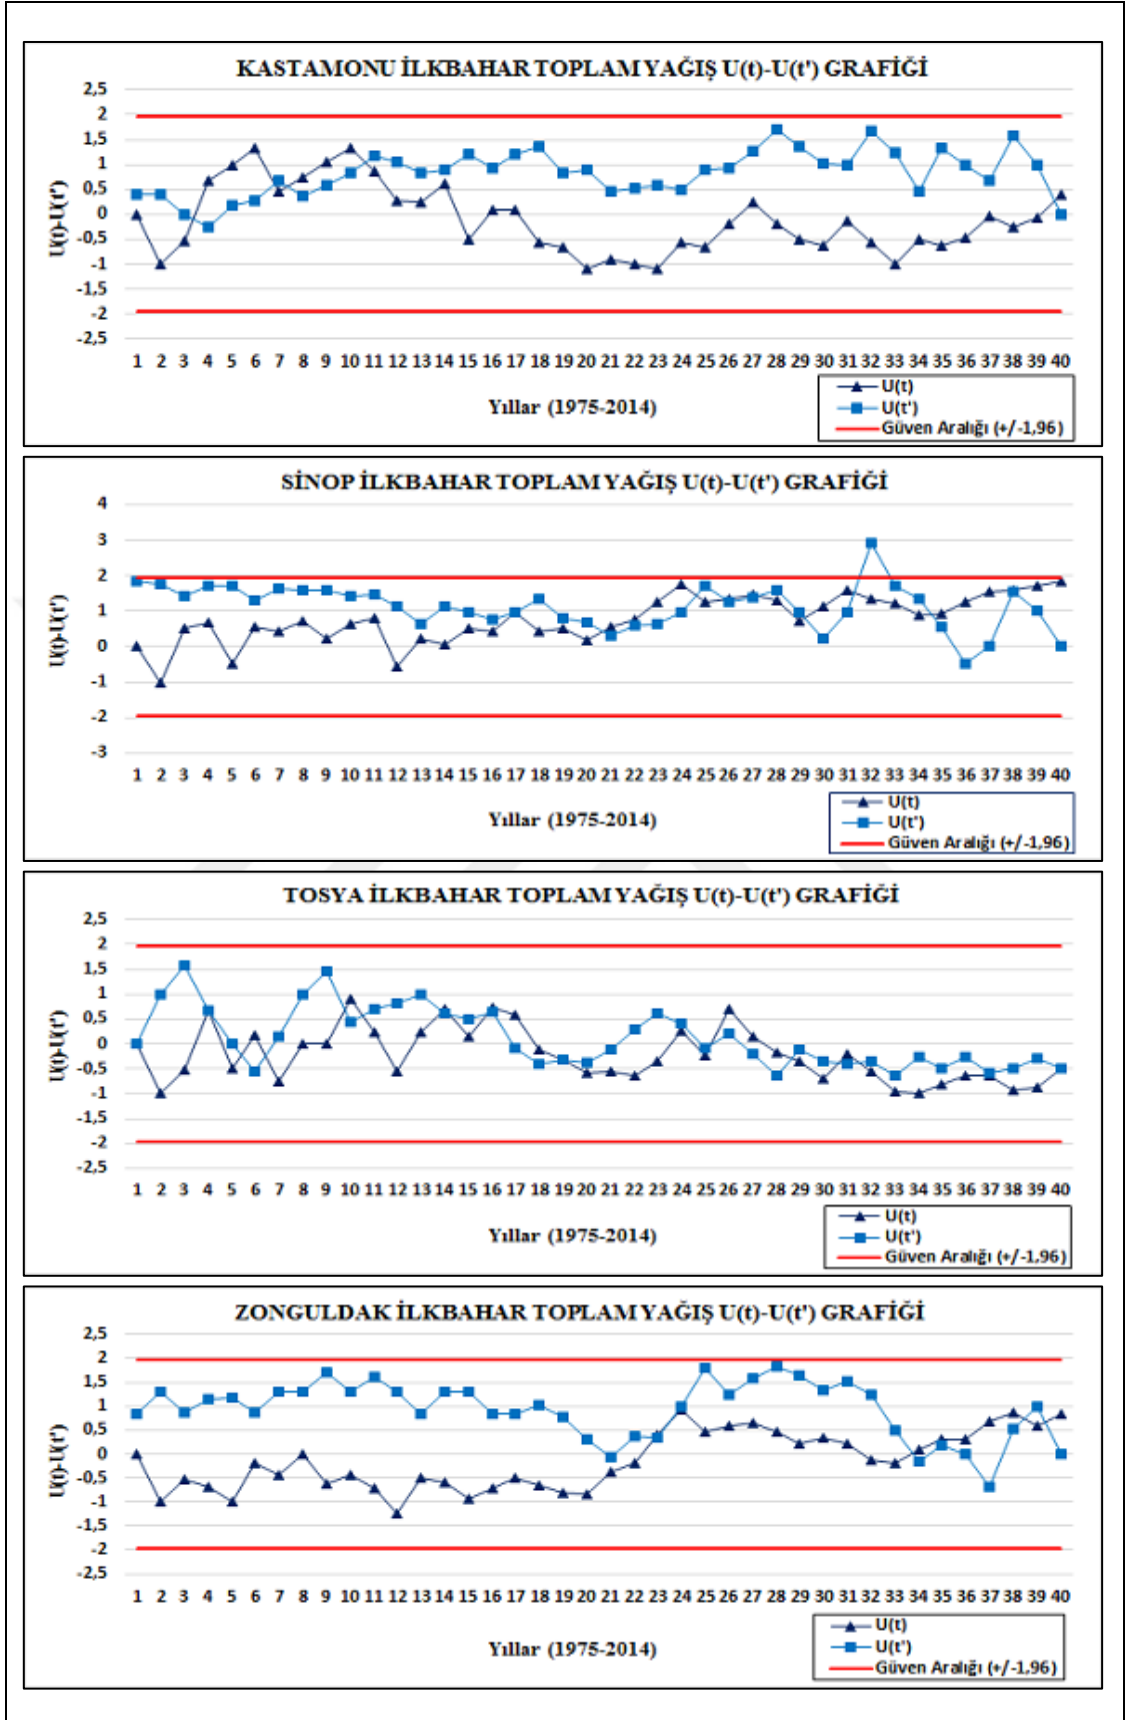 KASTAMONU İLKBAHAR TOPLAM YAĞIŞ U(t)-U(t') GRAFİĞİ
2,5
2
1,5
1
0,5
0
-0,5
-1
-1,5
-2
-2,5
U(t)-U(t')
1 2 3 4 5 6 7 8 9 10 11 12 13 14 15 16 17 18 19 20 21 22 23 24 25 26 27 28 29 30 31 32 33 34 35 36 37 38 39 40
Yıllar (1975-2014)
U(t)
U(t')
Güven Aralığı (+/-1,96)
SİNOP İLKBAHAR TOPLAM YAĞIŞ U(t)-U(t') GRAFİĞİ
4
3
2
1
0
-1
-2
-3
U(t)-U(t')
1 2 3 4 5 6 7 8 9 10 11 12 13 14 15 16 17 18 19 20 21 22 23 24 25 26 27 28 29 30 31 32 33 34 35 36 37 38 39 40
Yıllar (1975-2014)
U(t)
U(t')
Güven Aralığı (+/-1,96)
TOSYA İLKBAHAR TOPLAM YAĞIŞ U(t)-U(t') GRAFİĞİ
2,5
2
1,5
1
0,5
0
-0,5
-1
-1,5
-2
-2,5
U(t)-U(t')
1 2 3 4 5 6 7 8 9 10 11 12 13 14 15 16 17 18 19 20 21 22 23 24 25 26 27 28 29 30 31 32 33 34 35 36 37 38 39 40
Yıllar (1975-2014)
U(t)
U(t')
Güven Aralığı (+/-1,96)
ZONGULDAK İLKBAHAR TOPLAM YAĞIŞ U(t)-U(t') GRAFİĞİ
2,5
2
1,5
1
0,5
0
-0,5
-1
-1,5
-2
-2,5
U(t)-U(t')
1 2 3 4 5 6 7 8 9 10 11 12 13 14 15 16 17 18 19 20 21 22 23 24 25 26 27 28 29 30 31 32 33 34 35 36 37 38 39 40
Yıllar (1975-2014)
U(t)
U(t')
Güven Aralığı (+/-1,96)